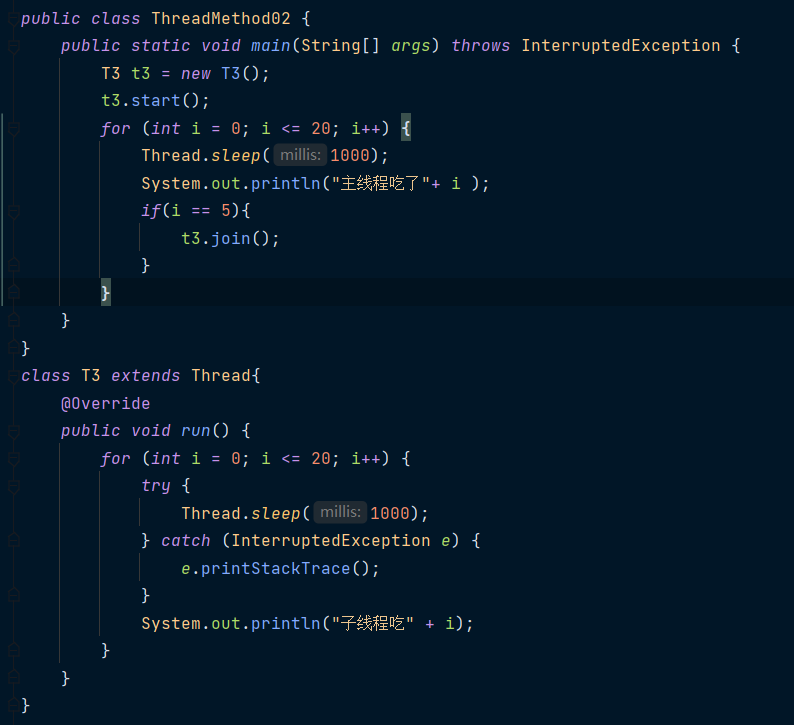 public class ThreadMethod02 {
    public static void main(String[] args) throws InterruptedException {
        T3 t3 = new T3();
        t3.start();
        for (int i = 0; i <= 20; i++) {
            Thread.sleep( millis: 1000);
            System.out.println("主线程吃了"+ i );
            if(i == 5){
                t3.join();
            }
        }
    }
}
class T3 extends Thread{
    @Override
    public void run() {
        for (int i = 0; i <= 20; i++) {
            try {
                Thread.sleep( millis: 1000);
            } catch (InterruptedException e) {
                e.printStackTrace();
            }
            System.out.println("子线程吃" + i);
        }
    }
}